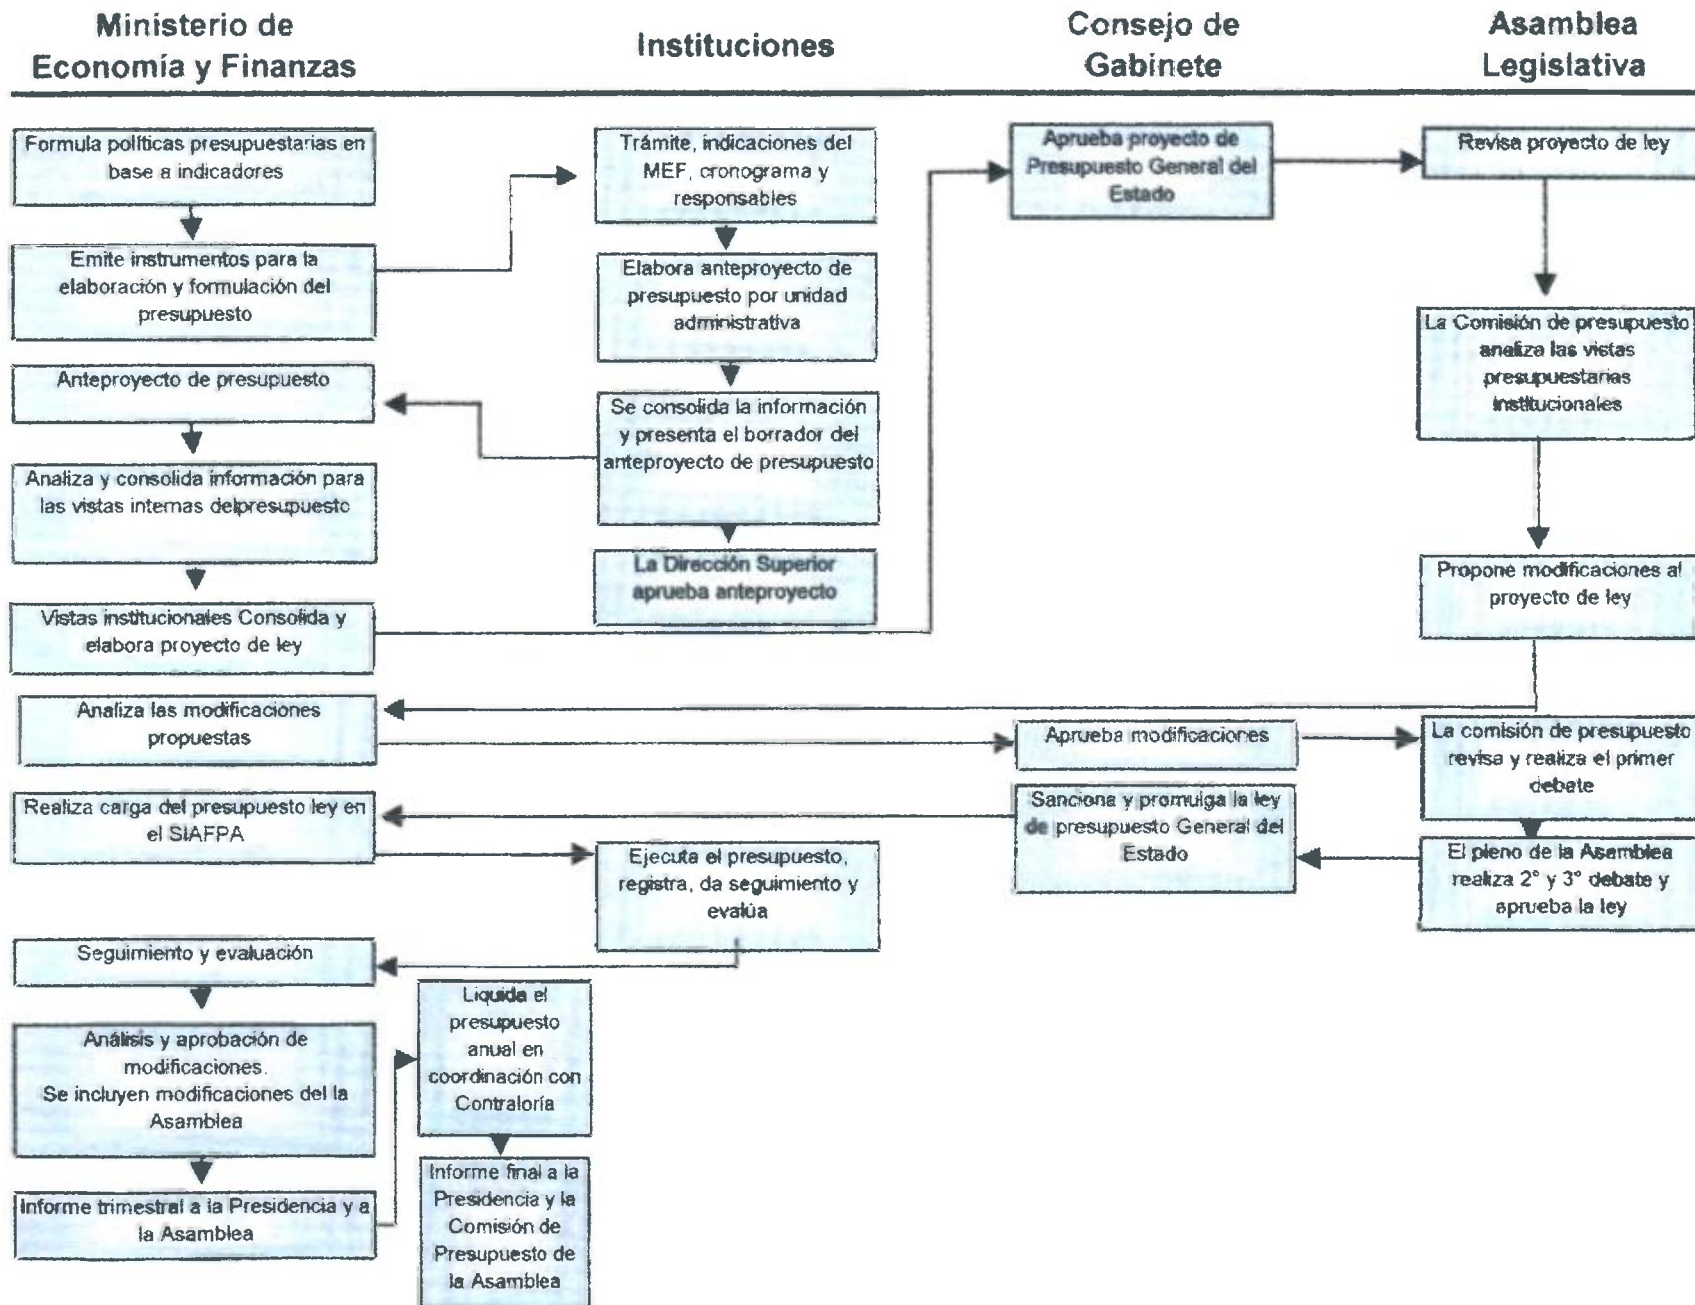 Ministerio de
Economía y Finanzas
Instituciones
Consejo de
Gabinete
Asamblea
Legislativa
Formula políticas presupuestarias en
base a indicadores
Emite instrumentos para la
elaboración y formulación del
presupuesto
Anteproyecto de presupuesto
Analiza y consolida información para
las vistas internas delpresupuesto
Vistas institucionales Consolida y
elabora proyecto de ley
Analiza las modificaciones
propuestas
Realiza carga del presupuesto ley en
el SIAFPA
Seguimiento y evaluación
Análisis y aprobación de
modificaciones.
Se incluyen modificaciones del la
Asamblea
Informe trimestral a la Presidencia y a
la Asamblea
Liquida el
presupuesto
anual en
coordinación con
Contraloría
Informe final a la
Presidencia y la
Comisión de
Presupuesto de
la Asamblea
Trámite, indicaciones del
MEF, cronograma y
responsables
Elabora anteproyecto de
presupuesto por unidad
administrativa
Se consolida la información
y presenta el borrador del
anteproyecto de presupuesto
La Dirección Superior
aprueba anteproyecto
Ejecuta el presupuesto,
registra, da seguimiento y
evalúa
Aprueba proyecto de
Presupuesto General del
Estado
Aprueba modificaciones
Sanciona y promulga la ley
de presupuesto General del
Estado
Revisa proyecto de ley
La Comisión de presupuesto
analiza las vistas
presupuestarias
institucionales
Propone modificaciones al
proyecto de ley
La comisión de presupuesto
revisa y realiza el primer
debate
El pleno de la Asamblea
realiza 2° y 3° debate y
aprueba la ley